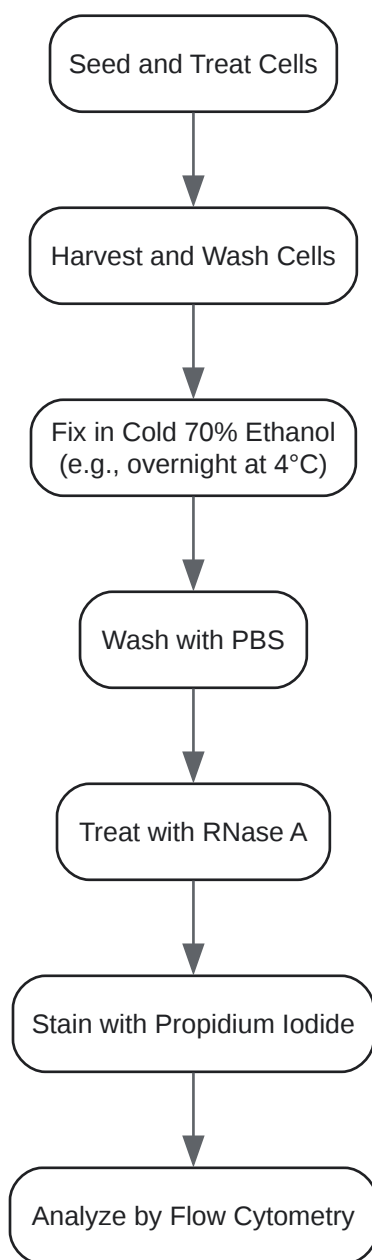 Seed and Treat Cells
Harvest and Wash Cells
Fix in Cold 70% Ethanol
(e.g., overnight at 4°C)
Wash with PBS
Treat with RNase A
Stain with Propidium Iodide
Analyze by Flow Cytometry